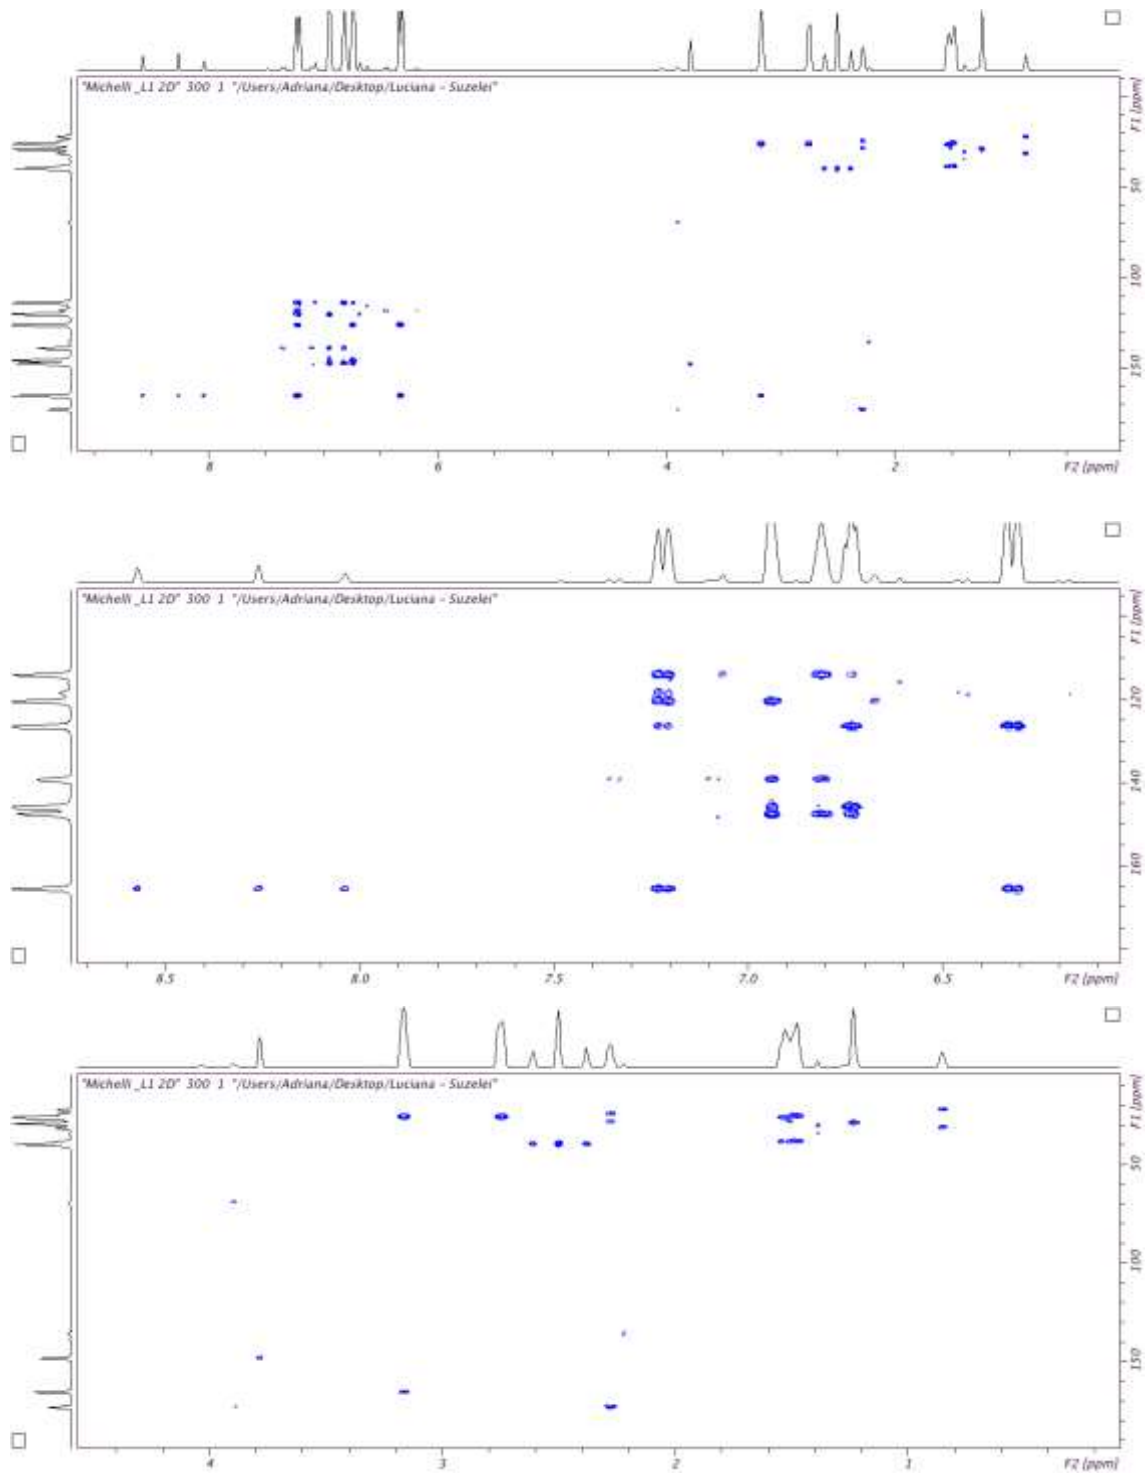 "Michelli _L1 2D" 300 1 "/Users/Adriana/Desktop/Luciana - Suzelei"
F1 [ppm]
50
100
150
8
6
4
2
F2 [ppm]
"Michelli _L1 2D" 300 1 "/Users/Adriana/Desktop/Luciana - Suzelei"
F1 [ppm]
120
140
160
8.5
8.0
7.5
7.0
6.5
F2 [ppm]
"Michelli _L1 2D" 300 1 "/Users/Adriana/Desktop/Luciana - Suzelei"
F1 [ppm]
50
100
150
4
3
2
1
F2 [ppm]